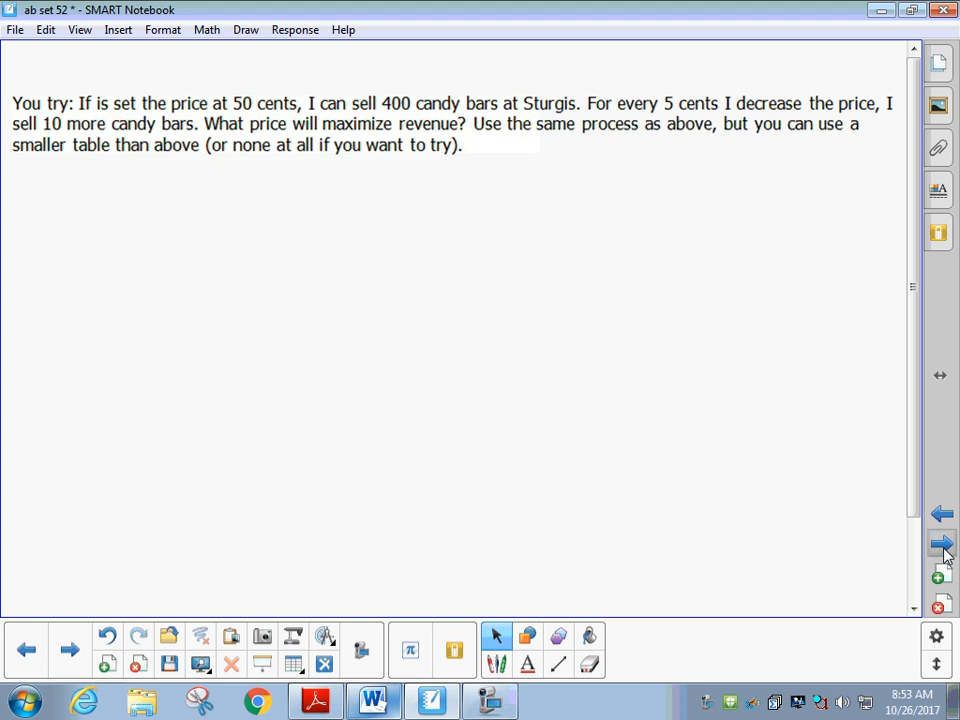 ab set 52 * - SMART Notebook
File Edit View Insert Format Math Draw Response Help
You try: If is set the price at 50 cents, I can sell 400 candy bars at Sturgis. For every 5 cents I decrease the price, I
sell 10 more candy bars. What price will maximize revenue? Use the same process as above, but you can use a
smaller table than above (or none at all if you want to try).
π
A
8:53 AM
10/26/2017